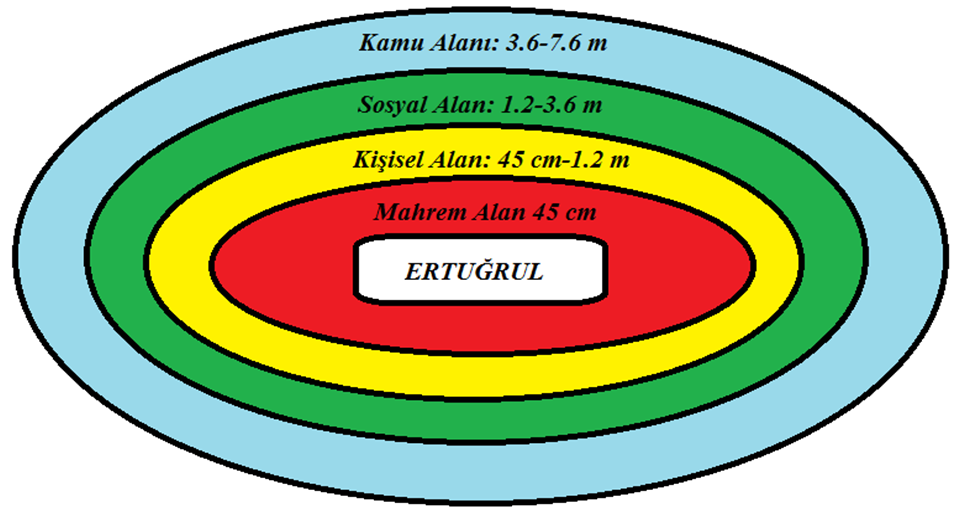 Kamu Alanı: 3.6-7.6 m
Sosyal Alan: 1.2-3.6 m
Kişisel Alan: 45 cm-1.2 m
Mahrem Alan 45 cm
ERTUĞRUL